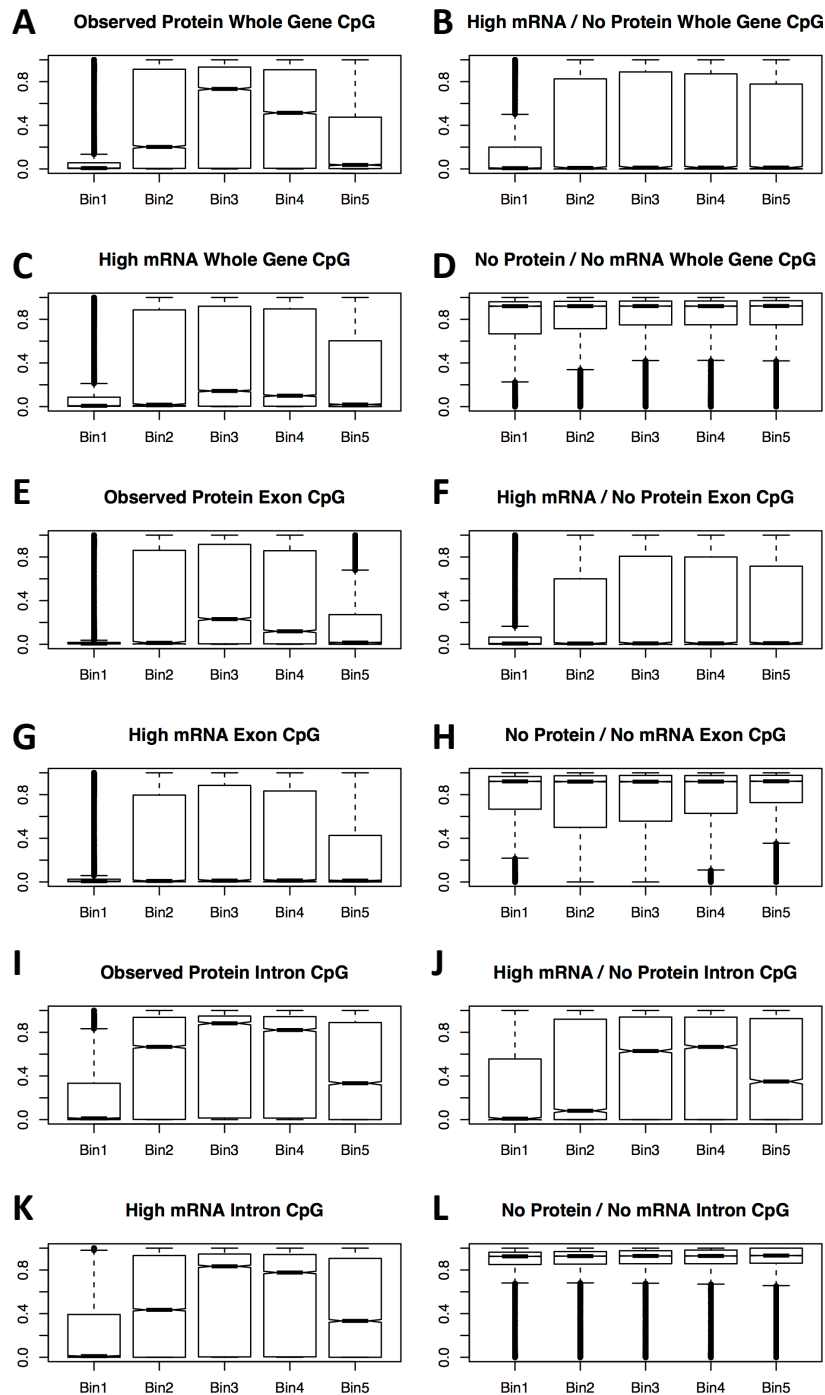 A Observed Protein Whole Gene CpG
0.0 0.4 0.8
Bin1 Bin2 Bin3 Bin4 Bin5
B High mRNA / No Protein Whole Gene CpG
0.0 0.4 0.8
Bin1 Bin2 Bin3 Bin4 Bin5
C High mRNA Whole Gene CpG
0.0 0.4 0.8
Bin1 Bin2 Bin3 Bin4 Bin5
D No Protein / No mRNA Whole Gene CpG
0.0 0.4 0.8
Bin1 Bin2 Bin3 Bin4 Bin5
E Observed Protein Exon CpG
0.0 0.4 0.8
Bin1 Bin2 Bin3 Bin4 Bin5
F High mRNA / No Protein Exon CpG
0.0 0.4 0.8
Bin1 Bin2 Bin3 Bin4 Bin5
G High mRNA Exon CpG
0.0 0.4 0.8
Bin1 Bin2 Bin3 Bin4 Bin5
H No Protein / No mRNA Exon CpG
0.0 0.4 0.8
Bin1 Bin2 Bin3 Bin4 Bin5
I Observed Protein Intron CpG
0.0 0.4 0.8
Bin1 Bin2 Bin3 Bin4 Bin5
J High mRNA / No Protein Intron CpG
0.0 0.4 0.8
Bin1 Bin2 Bin3 Bin4 Bin5
K High mRNA Intron CpG
0.0 0.4 0.8
Bin1 Bin2 Bin3 Bin4 Bin5
L No Protein / No mRNA Intron CpG
0.0 0.4 0.8
Bin1 Bin2 Bin3 Bin4 Bin5